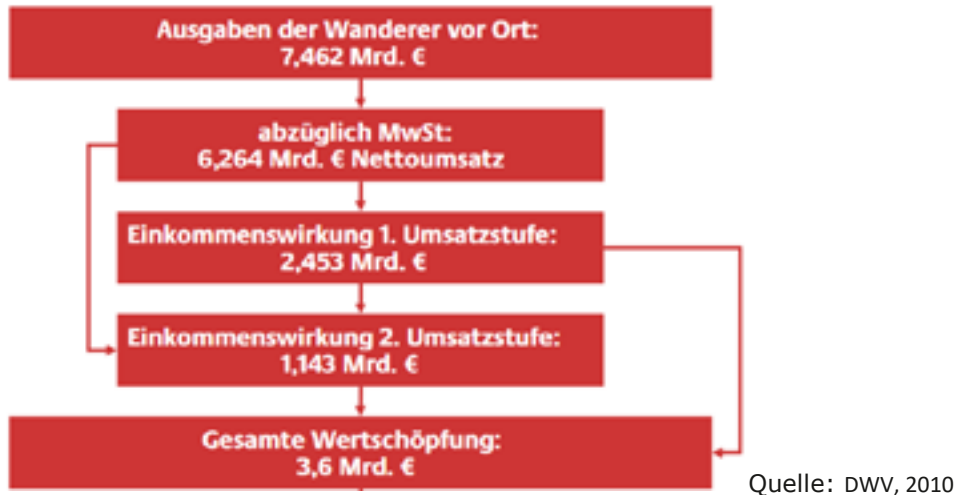 Ausgaben der Wanderer vor Ort:
7,462 Mrd. €
abzüglich MwSt:
6,264 Mrd. € Nettoumsatz
Einkommenswirkung 1. Umsatzstufe:
2,453 Mrd. €
Einkommenswirkung 2. Umsatzstufe:
1,143 Mrd. €
Gesamte Wertschöpfung:
3,6 Mrd. €
Quelle: DWV, 2010